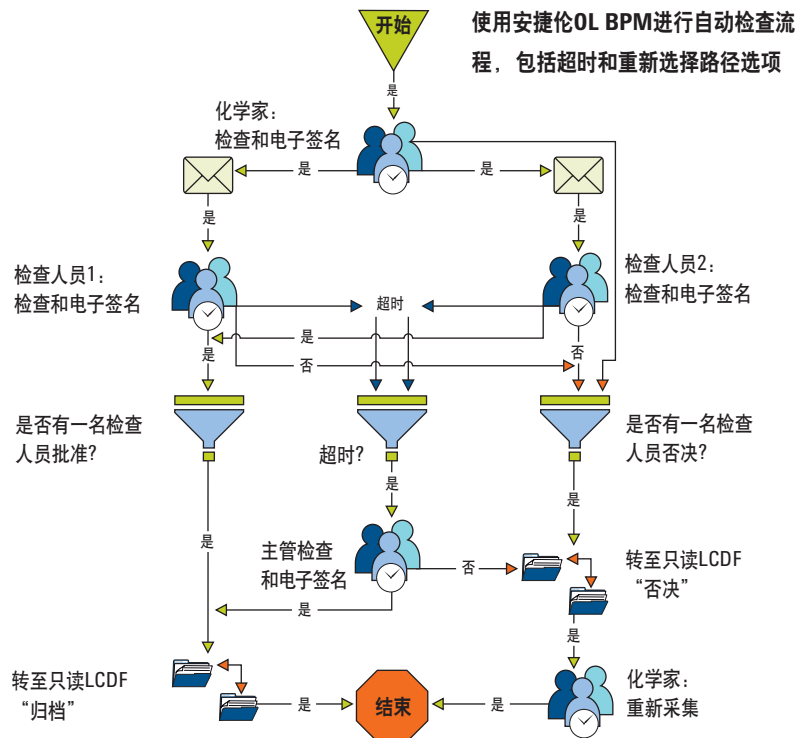 使用安捷伦OL BPM进行自动检查流
程，包括超时和重新选择路径选项
开始
是
化学家：
检查和电子签名
是
是
是
是
检查人员1：
检查和电子签名
检查人员2：
检查和电子签名
超时
是
是
否
否
是否有一名检查
人员批准？
超时？
是否有一名检查
人员否决？
是
是
是
主管检查
和电子签名
否
转至只读LCDF
“否决”
是
是
转至只读LCDF
“归档”
是
结束
是
化学家：
重新采集